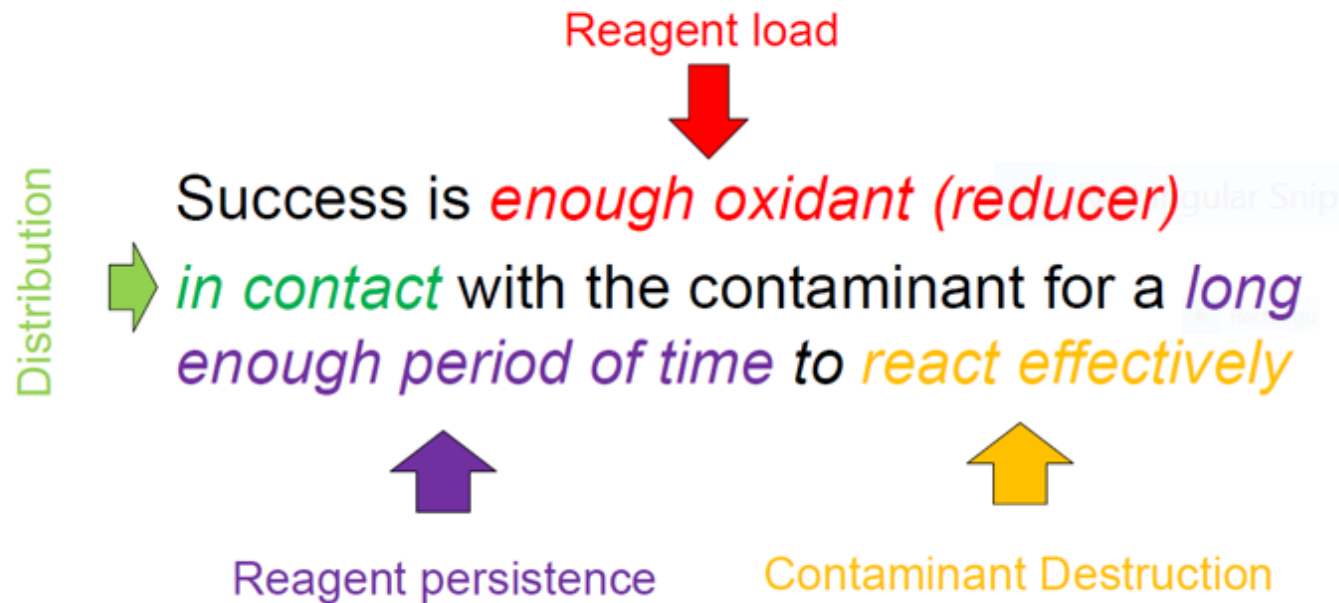 Reagent load
Success is enough oxidant (reducer)
Distribution
in contact with the contaminant for a long
enough period of time to react effectively
Reagent persistence
Contaminant Destruction